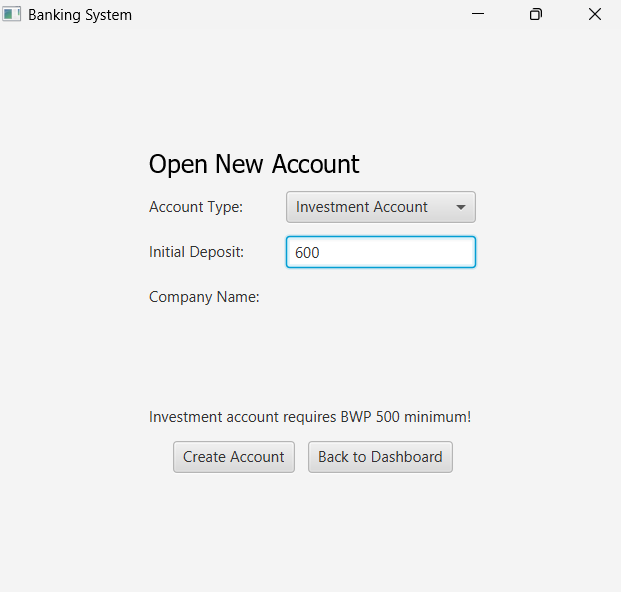 Banking System
Open New Account
Account Type: Investment Account
Initial Deposit: 600
Company Name:
Investment account requires BWP 500 minimum!
Create Account Back to Dashboard